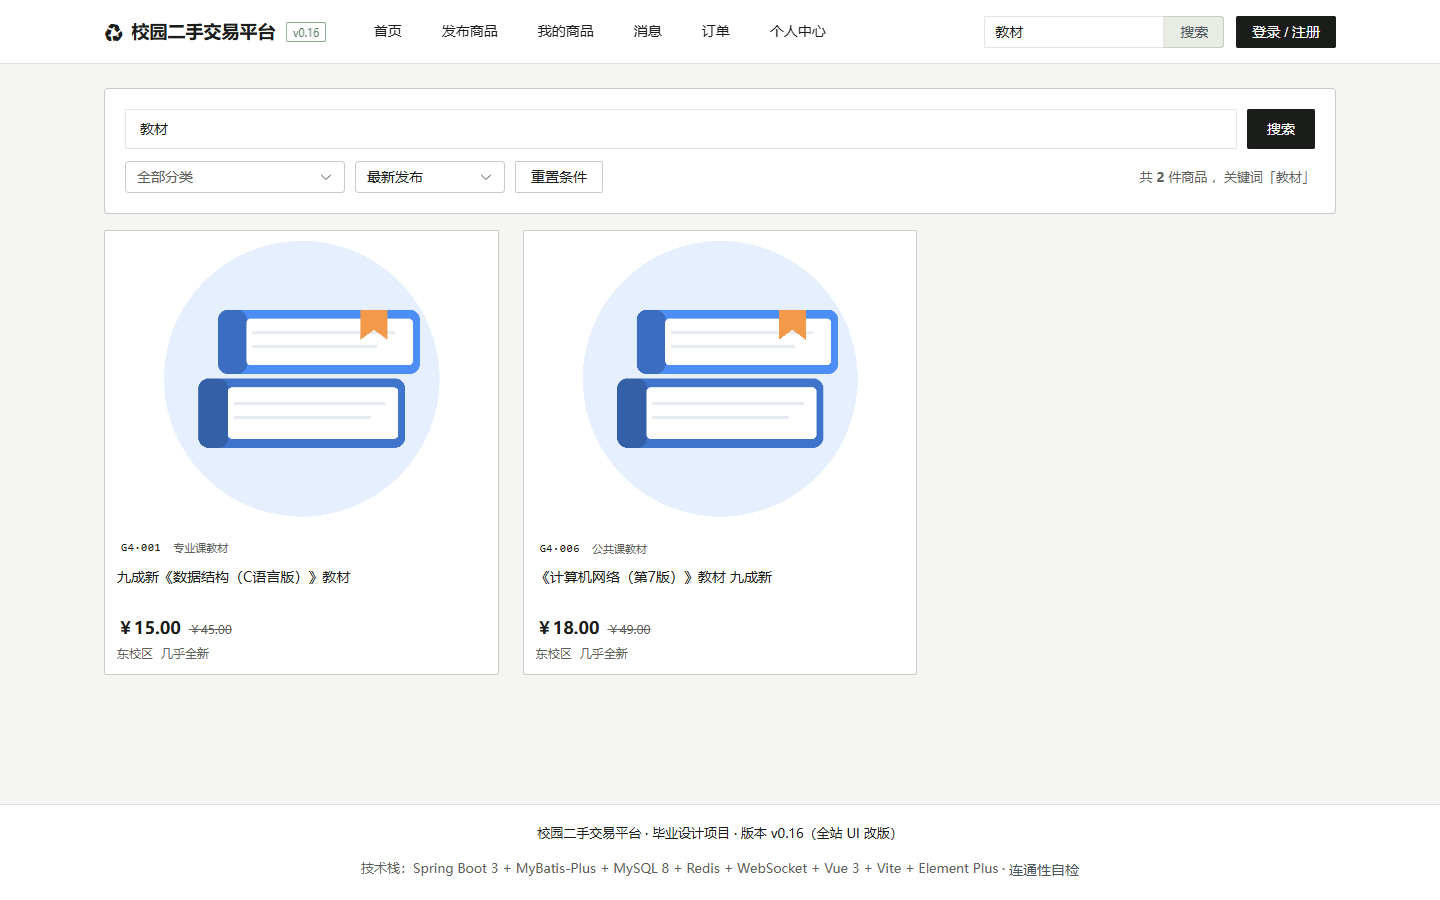 校园二手交易平台 v0.16 首页 发布商品 我的商品 消息 订单 个人中心 教材 搜索 登录 / 注册
教材 搜索
全部分类 最新发布 重置条件 共 2 件商品，关键词「教材」
G4·001 专业课教材
九成新《数据结构（C语言版）》教材
￥15.00 ￥45.00
东校区 几乎全新
G4·006 公共课教材
《计算机网络（第7版）》教材 九成新
￥18.00 ￥49.00
东校区 几乎全新
校园二手交易平台 · 毕业设计项目 · 版本 v0.16（全站 UI 改版）
技术栈：Spring Boot 3 + MyBatis-Plus + MySQL 8 + Redis + WebSocket + Vue 3 + Vite + Element Plus · 连通性自检